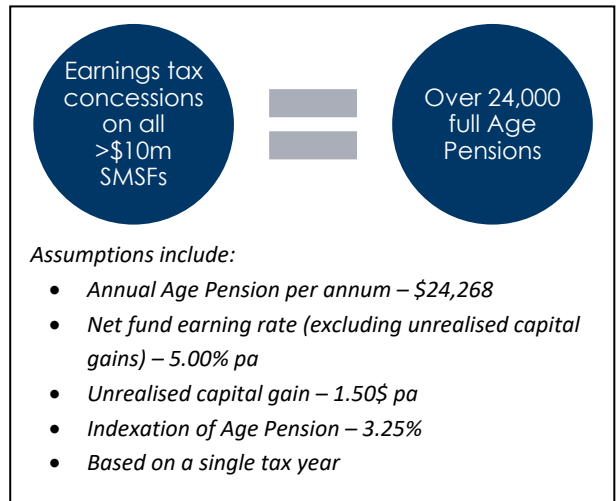 Earnings tax
concessions
on all
>$10m
SMSFs
Over 24,000
full Age
Pensions
Assumptions include:
• Annual Age Pension per annum – $24,268
• Net fund earning rate (excluding unrealised capital
gains) – 5.00% pa
• Unrealised capital gain – 1.50$ pa
• Indexation of Age Pension – 3.25%
• Based on a single tax year